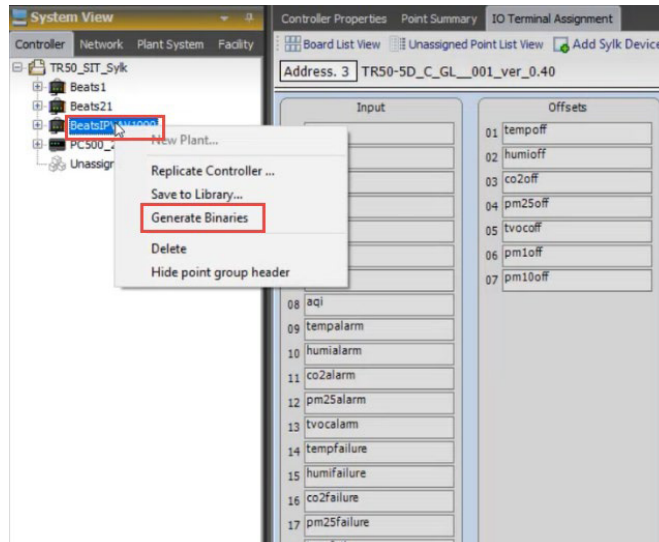 System View
Controller Network Plant System Facility
TR50_SIT_Sylk
Beats1
Beats21
PC500_2
Unassigr
New Plant...
Replicate Controller ...
Save to Library...
Generate Binaries
Delete
Hide point group header
Controller Properties Point Summary IO Terminal Assignment
Board List View Unassigned Point List View Add Sylk Device
Address. 3 TR50-5D_C_GL__001_ver_0.40
Input
08 aqi
09 tempalarm
10 humialarm
11 co2alarm
12 pm25alarm
13 tvocalarm
14 tempfailure
15 humifailure
16 co2failure
17 pm25failure
Offsets
01 tempoff
02 humioff
03 co2off
04 pm25off
05 tvocoff
06 pm1off
07 pm10off